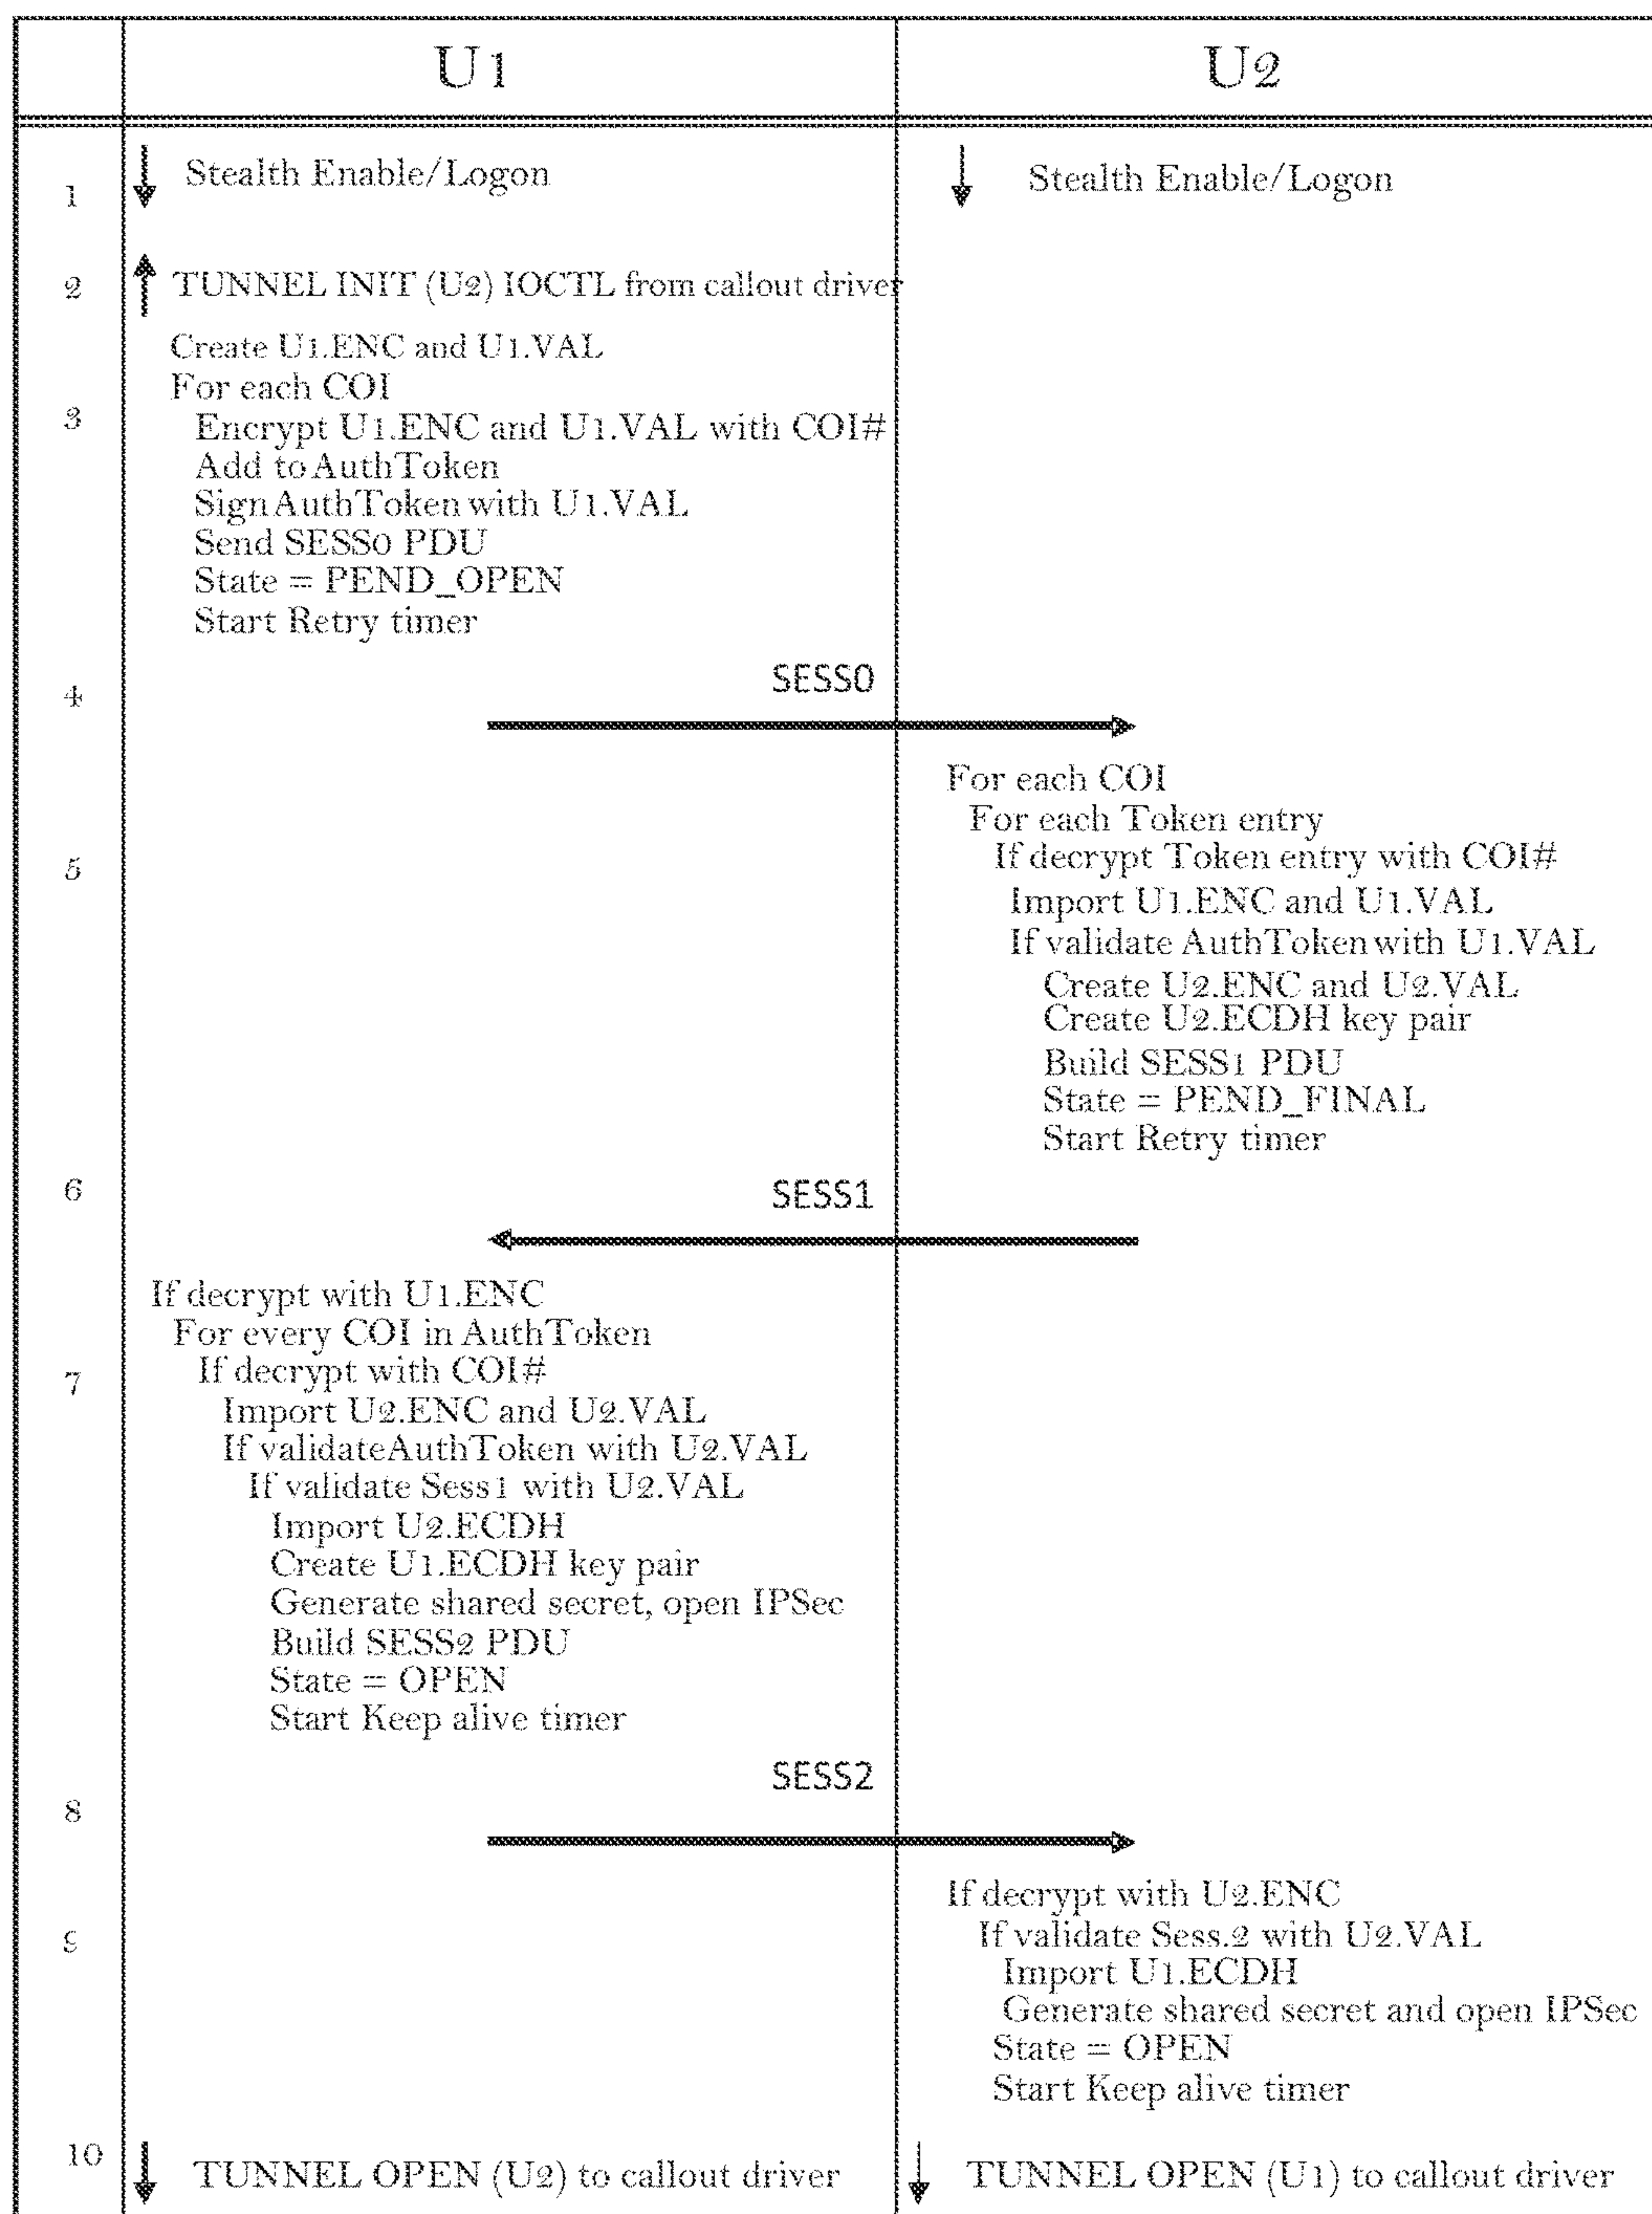 U1 U2
1 Stealth Enable/Logon Stealth Enable/Logon
2 TUNNEL INIT (U2) IOCTL from callout driver
Create U1.ENC and U1.VAL
For each COI
3 Encrypt U1.ENC and U1.VAL with COI#
Add to AuthToken
Sign AuthToken with U1.VAL
Send SESS0 PDU
State = PEND_OPEN
Start Retry timer
4 SESS0
For each COI
For each Token entry
5 If decrypt Token entry with COI#
Import U1.ENC and U1.VAL
If validate AuthToken with U1.VAL
Create U2.ENC and U2.VAL
Create U2.ECDH key pair
Build SESS1 PDU
State = PEND_FINAL
Start Retry timer
6 SESS1
If decrypt with U1.ENC
For every COI in AuthToken
7 If decrypt with COI#
Import U2.ENC and U2.VAL
If validateAuthToken with U2.VAL
If validate Sess1 with U2.VAL
Import U2.ECDH
Create U1.ECDH key pair
Generate shared secret, open IPSec
Build SESS2 PDU
State = OPEN
Start Keep alive timer
8 SESS2
If decrypt with U2.ENC
9 If validate Sess.2 with U2.VAL
Import U1.ECDH
Generate shared secret and open IPSec
State = OPEN
Start Keep alive timer
10 TUNNEL OPEN (U2) to callout driver TUNNEL OPEN (U1) to callout driver